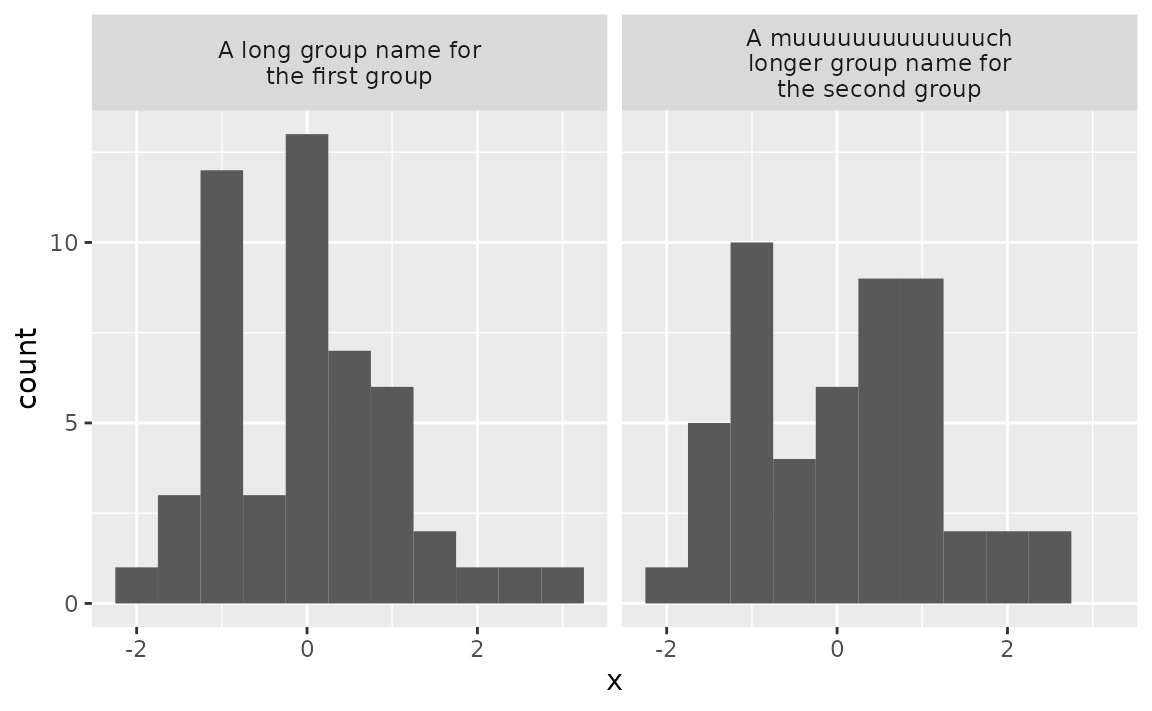 A long group name for
the first group
A muuuuuuuuuuuuuch
longer group name for
the second group
count
10
5
0
-2
0
2
-2
0
2
x